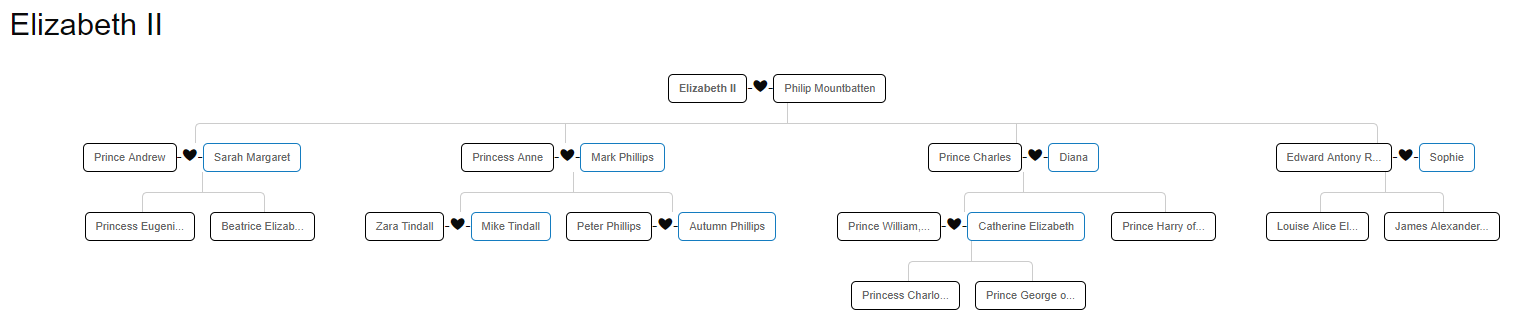 Elizabeth II
Elizabeth II Philip Mountbatten
Prince Andrew Sarah Margaret Princess Anne Mark Phillips Prince Charles Diana Edward Antony R... Sophie
Princess Eugeni... Beatrice Elizab... Zara Tindall Mike Tindall Peter Phillips Autumn Phillips Prince William,... Catherine Elizabeth Prince Harry of... Louise Alice El... James Alexander...
Princess Charlo... Prince George o...